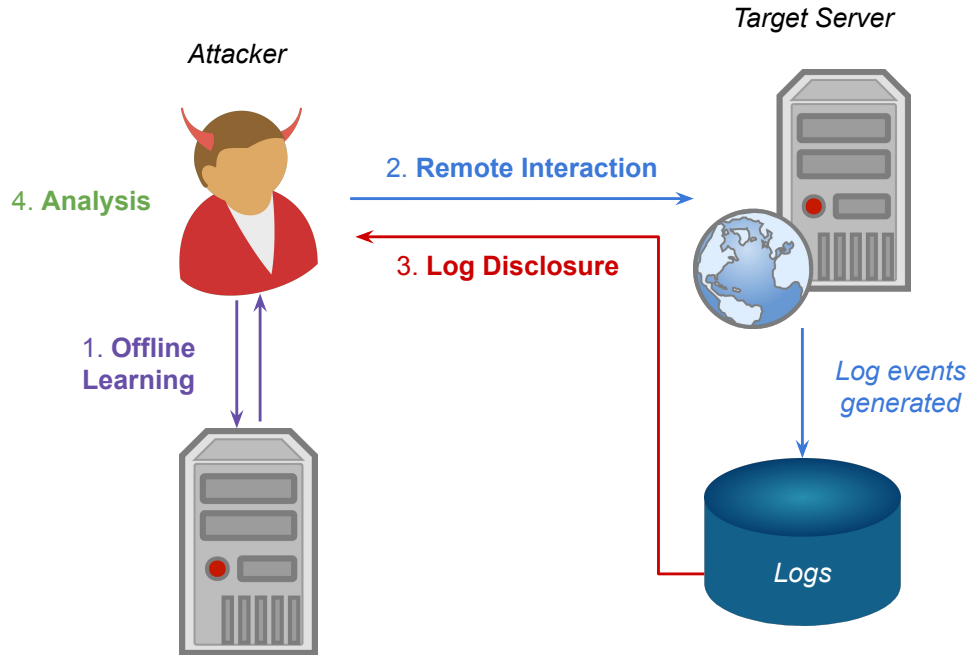 Target Server
Attacker
2. Remote Interaction
4. Analysis
3. Log Disclosure
1. Offline
Learning
Log events
generated
Logs